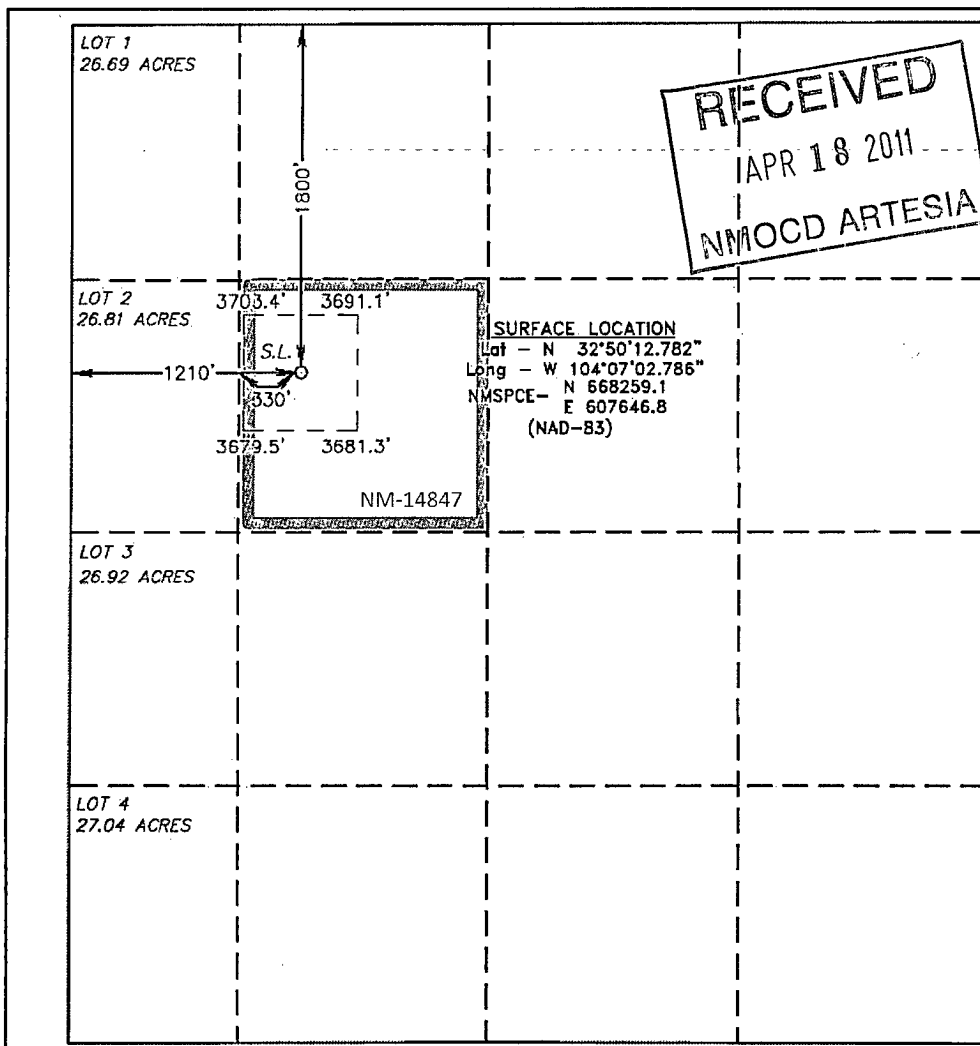 LOT 1
26.69 ACRES
1800'
RECEIVED
APR 18 2011
NMOCD ARTESIA
LOT 2
26.81 ACRES
3703.4' 3691.1'
S.L.
1210'
330'
3679.5' 3681.3'
NM-14847
SURFACE LOCATION
Lat - N 32°50'12.782"
Long - W 104°07'02.786"
NMSPCE- N 668259.1
E 607646.8
(NAD-83)
LOT 3
26.92 ACRES
LOT 4
27.04 ACRES